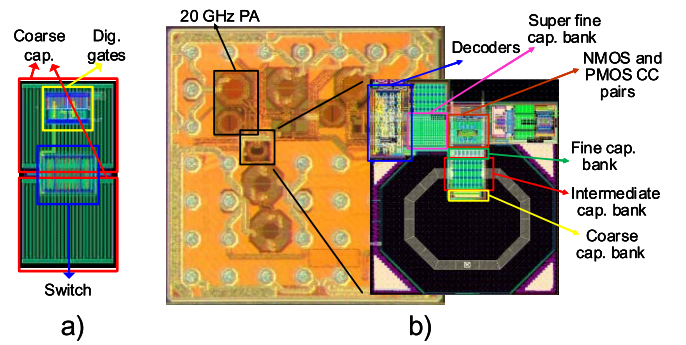 20 GHz PA
Super fine
cap. bank
Coarse
cap.
Dig.
gates
Decoders
NMOS and
PMOS CC
pairs
Fine cap.
bank
Intermediate
cap. bank
Coarse
cap. bank
Switch
a)
b)